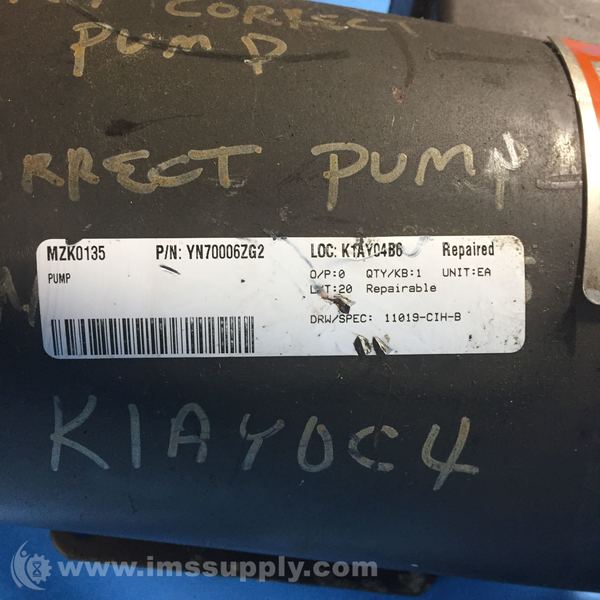 CORRECT
PUMP
RRECT PUMP
MZK0135 P/N: YN70006ZG2 LOC: K1AY04B6 Repaired
PUMP O/P:0 QTY/KB:1 UNIT:EA
L/T:20 Repairable
DRW/SPEC: 11019-CIH-B
K1AY0C4
www.imssupply.com